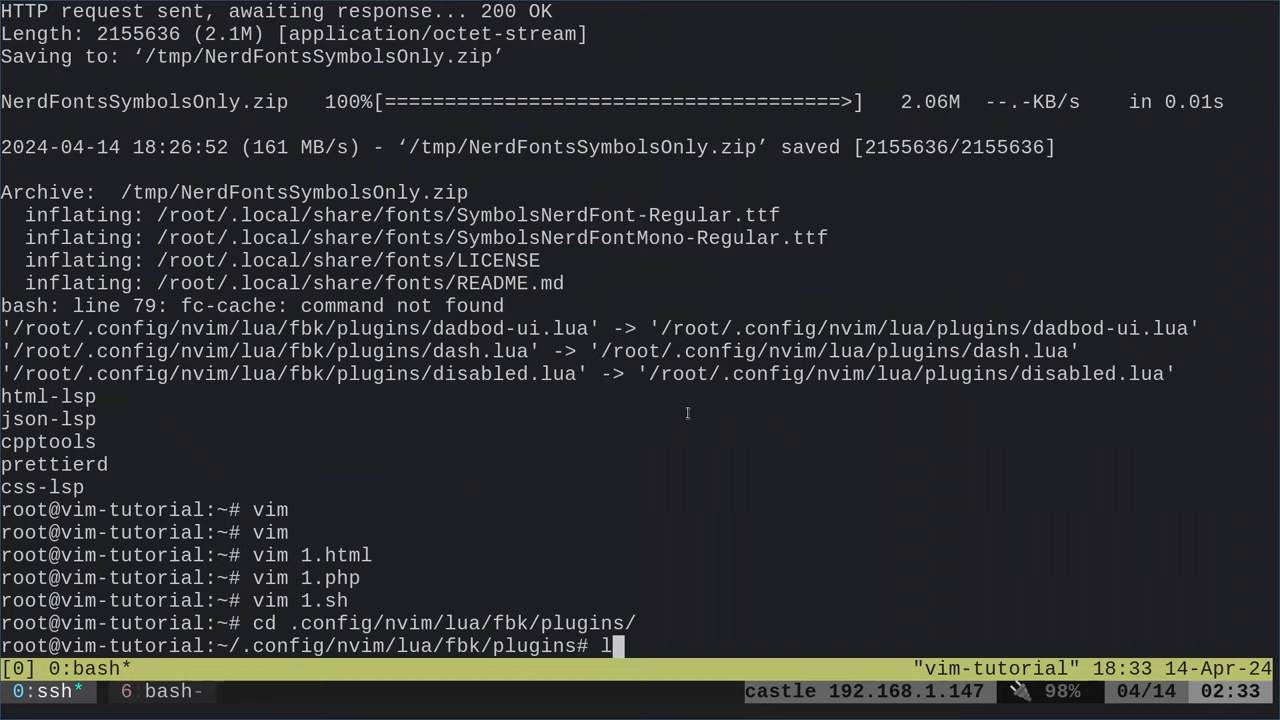 HTTP request sent, awaiting response... 200 OK
Length: 2155636 (2.1M) [application/octet-stream]
Saving to: ‘/tmp/NerdFontsSymbolsOnly.zip’
NerdFontsSymbolsOnly.zip   100%[======================================>]   2.06M  --.-KB/s    in 0.01s
2024-04-14 18:26:52 (161 MB/s) - ‘/tmp/NerdFontsSymbolsOnly.zip’ saved [2155636/2155636]
Archive:  /tmp/NerdFontsSymbolsOnly.zip
  inflating: /root/.local/share/fonts/SymbolsNerdFont-Regular.ttf
  inflating: /root/.local/share/fonts/SymbolsNerdFontMono-Regular.ttf
  inflating: /root/.local/share/fonts/LICENSE
  inflating: /root/.local/share/fonts/README.md
bash: line 79: fc-cache: command not found
'/root/.config/nvim/lua/fbk/plugins/dadbod-ui.lua' -> '/root/.config/nvim/lua/plugins/dadbod-ui.lua'
'/root/.config/nvim/lua/fbk/plugins/dash.lua' -> '/root/.config/nvim/lua/plugins/dash.lua'
'/root/.config/nvim/lua/fbk/plugins/disabled.lua' -> '/root/.config/nvim/lua/plugins/disabled.lua'
html-lsp
json-lsp
cpptools
prettierd
css-lsp
root@vim-tutorial:~# vim
root@vim-tutorial:~# vim
root@vim-tutorial:~# vim 1.html
root@vim-tutorial:~# vim 1.php
root@vim-tutorial:~# vim 1.sh
root@vim-tutorial:~# cd .config/nvim/lua/fbk/plugins/
root@vim-tutorial:~/.config/nvim/lua/fbk/plugins# l
[0] 0:bash* "vim-tutorial" 18:33 14-Apr-24
0:ssh* 6 bash- castle 192.168.1.147 98% 04/14 02:33